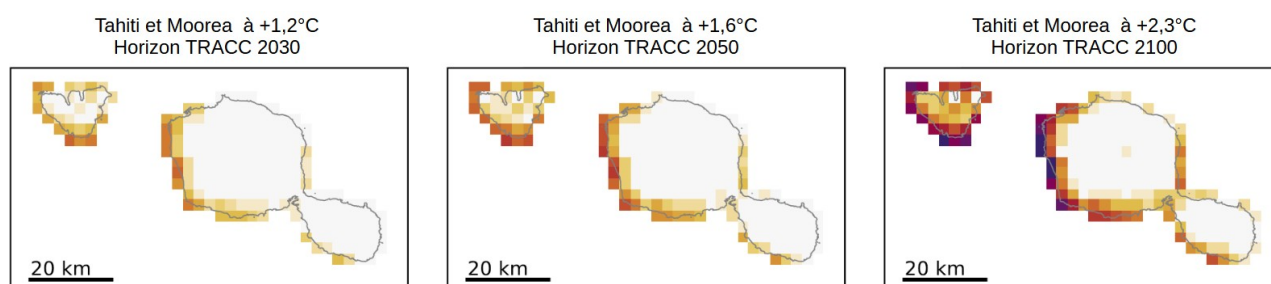 Tahiti et Moorea à +1,2°C
Horizon TRACC 2030
20 km
Tahiti et Moorea à +1,6°C
Horizon TRACC 2050
20 km
Tahiti et Moorea à +2,3°C
Horizon TRACC 2100
20 km